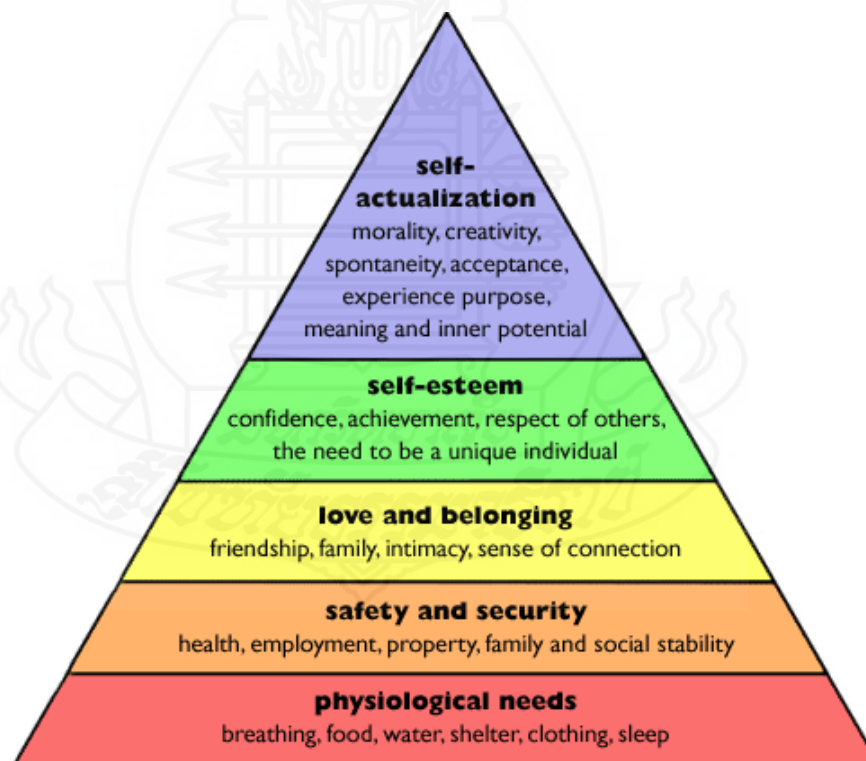 self-
actualization
morality, creativity,
spontaneity, acceptance,
experience purpose,
meaning and inner potential
self-esteem
confidence, achievement, respect of others,
the need to be a unique individual
love and belonging
friendship, family, intimacy, sense of connection
safety and security
health, employment, property, family and social stability
physiological needs
breathing, food, water, shelter, clothing, sleep